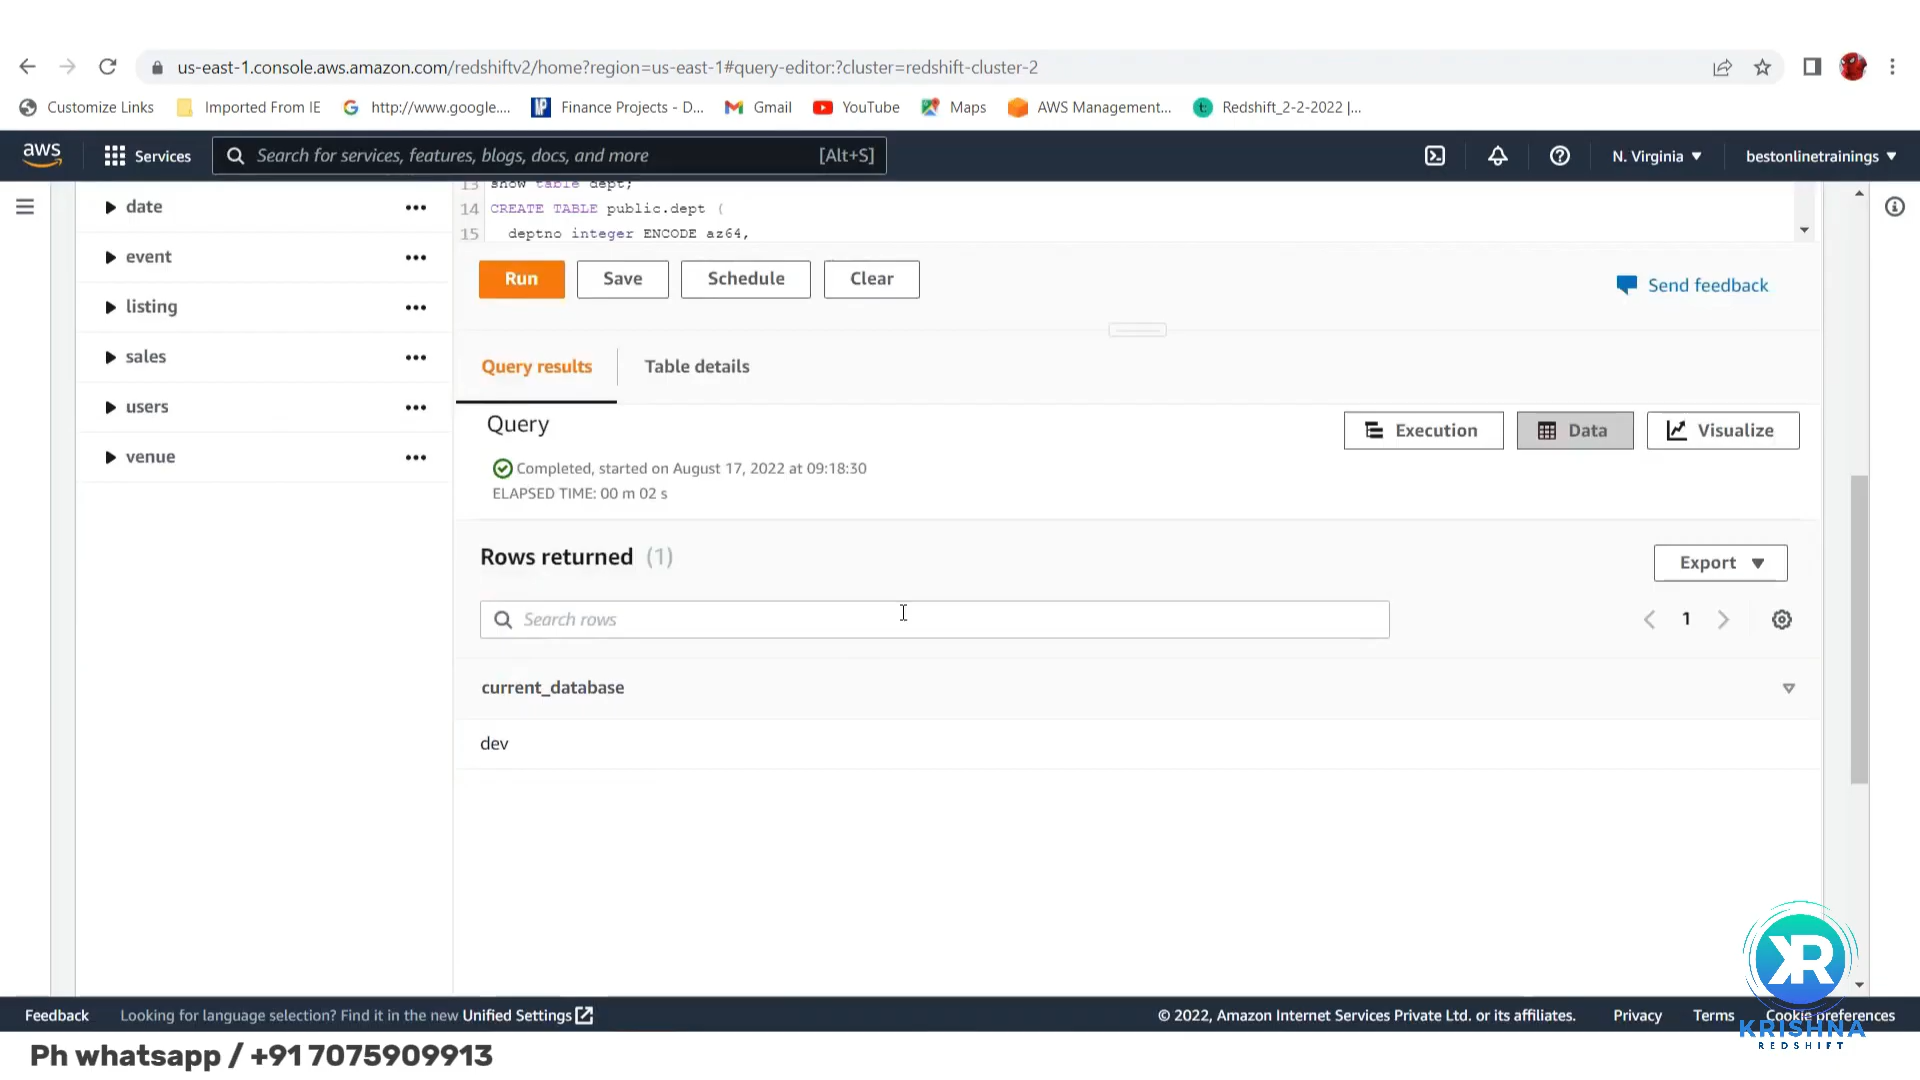 us-east-1.console.aws.amazon.com/redshiftv2/home?region=us-east-1#query-editor:?cluster=redshift-cluster-2
Customize Links Imported From IE http://www.google.... Finance Projects - D... Gmail YouTube Maps AWS Management... Redshift_2-2-2022 |...
aws Services Search for services, features, blogs, docs, and more [Alt+S] N. Virginia ▼ bestonlinetrainings ▼
date
event
listing
sales
users
venue
13 show table dept;
14 CREATE TABLE public.dept (
15 deptno integer ENCODE az64,
Run Save Schedule Clear
Send feedback
Query results Table details
Query
Execution Data Visualize
Completed, started on August 17, 2022 at 09:18:30
ELAPSED TIME: 00 m 02 s
Rows returned (1)
Export ▼
Search rows
1
current_database
dev
KR
KRISHNA
REDSHIFT
Feedback Looking for language selection? Find it in the new Unified Settings © 2022, Amazon Internet Services Private Ltd. or its affiliates. Privacy Terms Cookie preferences
Ph whatsapp / +91 7075909913